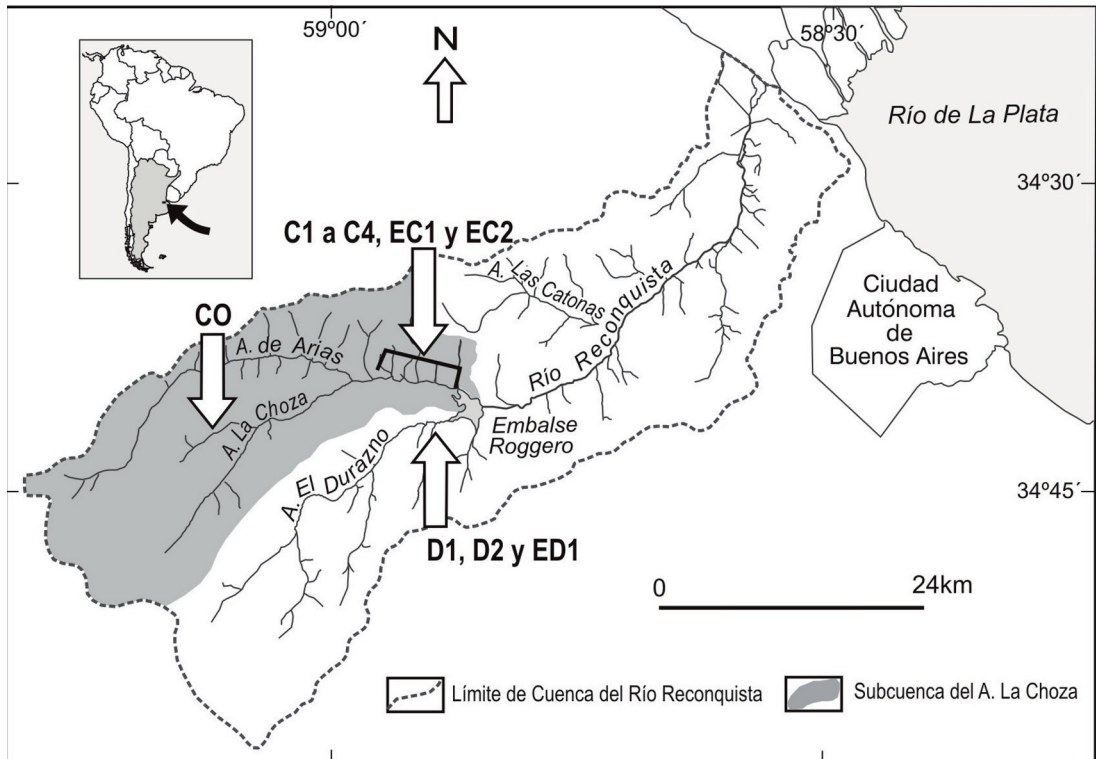 59º00´
58º30´
N
Río de La Plata
34º30´
C1 a C4, EC1 y EC2
A. Las Catonas
Río Reconquista
Ciudad
Autónoma
de
Buenos Aires
CO
A. de Arias
A. La Choza
Embalse
Roggero
A. El Durazno
34º45´
D1, D2 y ED1
0
24km
Límite de Cuenca del Río Reconquista
Subcuenca del A. La Choza